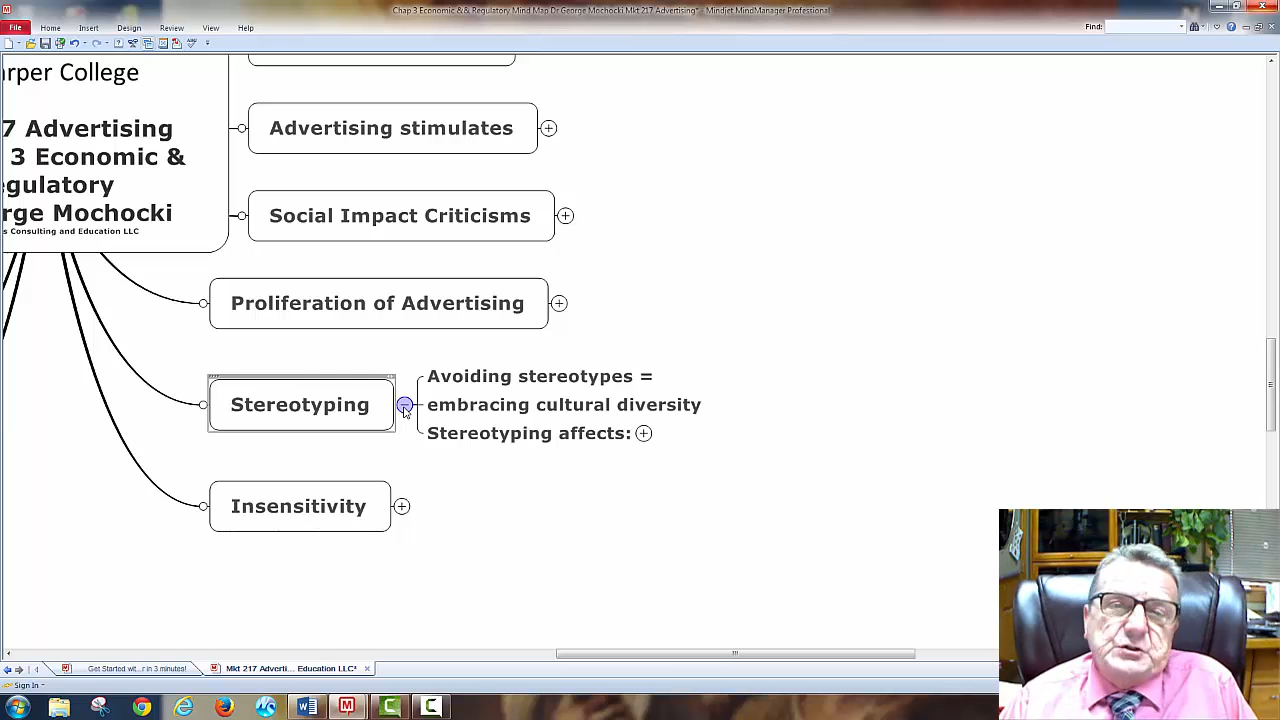 Chap 3 Economic & & Regulatory Mind Map Dr George Mochocki Mkt 217 Advertising* - Mindjet MindManager Professional
File Home Insert Design Review View Help Find:
arper College
7 Advertising
3 Economic &
egulatory
rge Mochocki
s Consulting and Education LLC
Advertising stimulates
Social Impact Criticisms
Proliferation of Advertising
Stereotyping
Avoiding stereotypes =
embracing cultural diversity
Stereotyping affects:
Insensitivity
Get Started wit...r in 3 minutes! Mkt 217 Adverti... Education LLC*
Sign In